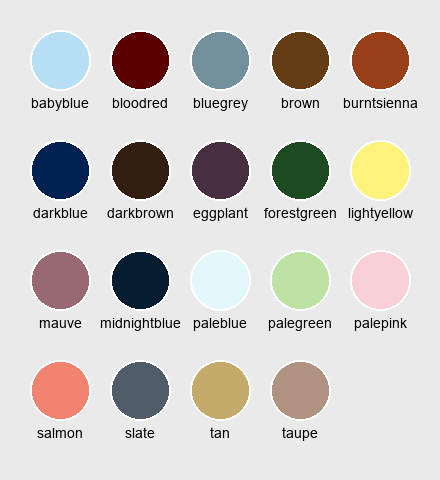 babyblue bloodred bluegrey brown burntsienna
darkblue darkbrown eggplant forestgreen lightyellow
mauve midnightblue paleblue palegreen palepink
salmon slate tan taupe